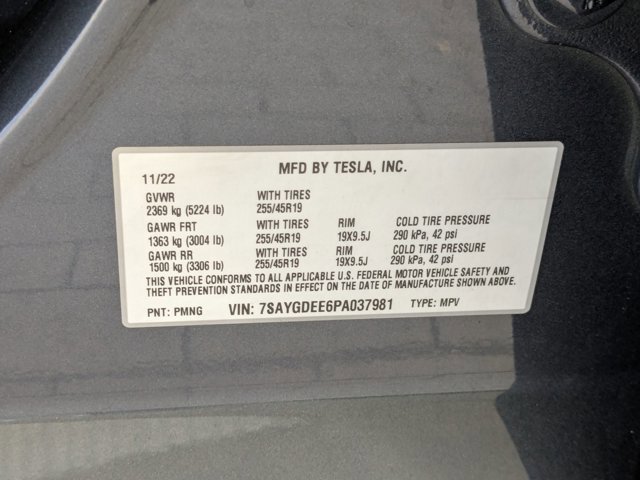 MFD BY TESLA, INC.
11/22
GVWR WITH TIRES
2369 kg (5224 lb) 255/45R19
GAWR FRT WITH TIRES RIM COLD TIRE PRESSURE
1363 kg (3004 lb) 255/45R19 19X9.5J 290 kPa, 42 psi
GAWR RR WITH TIRES RIM COLD TIRE PRESSURE
1500 kg (3306 lb) 255/45R19 19X9.5J 290 kPa, 42 psi
THIS VEHICLE CONFORMS TO ALL APPLICABLE U.S. FEDERAL MOTOR VEHICLE SAFETY AND
THEFT PREVENTION STANDARDS IN EFFECT ON THE DATE OF MANUFACTURE SHOWN ABOVE.
PNT: PMNG VIN: 7SAYGDEE6PA037981 TYPE: MPV